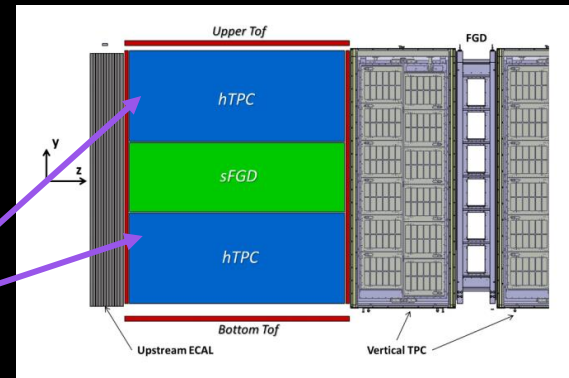 Upper Tof
FGD
hTPC
y
z
sFGD
hTPC
Bottom Tof
Upstream ECAL
Vertical TPC